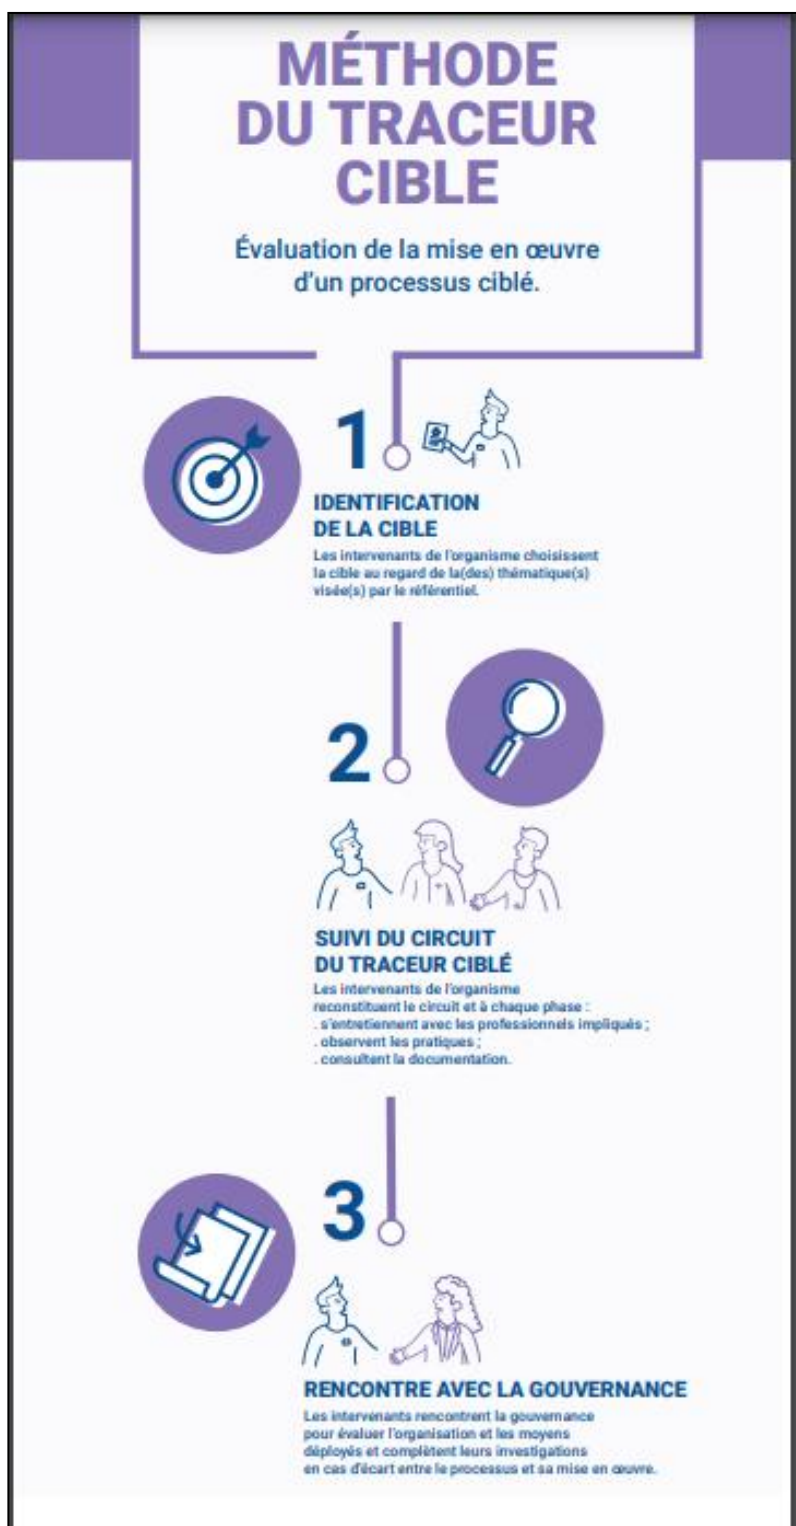 MÉTHODE
DU TRACEUR
CIBLE
Évaluation de la mise en œuvre
d'un processus ciblé.
1
IDENTIFICATION
DE LA CIBLE
Les intervenants de l'organisme choisissent
la cible au regard de la(des) thématique(s)
visée(s) par le référentiel.
2
SUIVI DU CIRCUIT
DU TRACEUR CIBLÉ
Les intervenants de l'organisme
reconstituent le circuit et à chaque phase :
. s'entretiennent avec les professionnels impliqués ;
. observent les pratiques ;
. consultent la documentation.
3
RENCONTRE AVEC LA GOUVERNANCE
Les intervenants rencontrent la gouvernance
pour évaluer l'organisation et les moyens
déployés et complètent leurs investigations
en cas d'écart entre le processus et sa mise en œuvre.